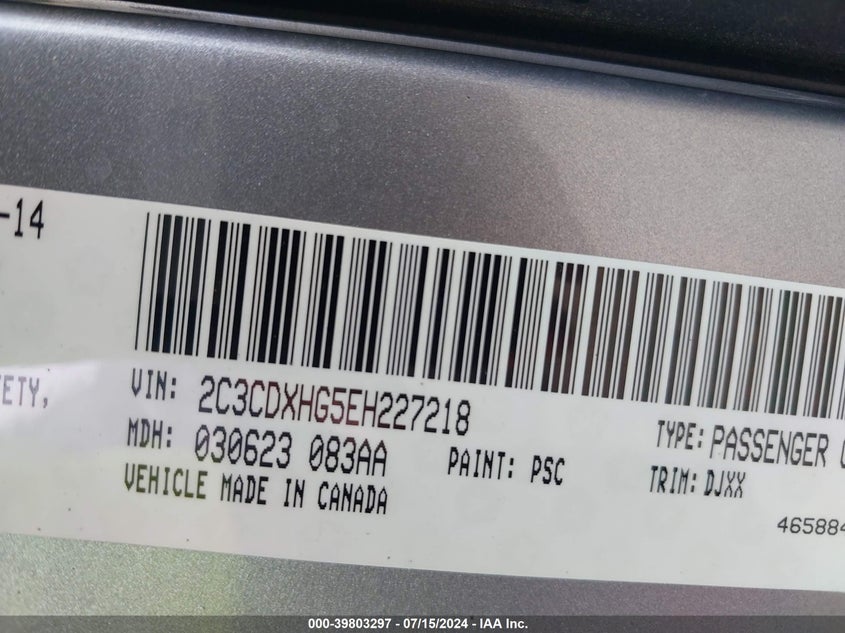 -14
VIN: 2C3CDXHG5EH227218
ETY,
MDH: 030623 083AA
PAINT: PSC
VEHICLE MADE IN CANADA
TYPE: PASSENGER
TRIM: DJXX
46588
000-39803297 - 07/15/2024 - IAA Inc.